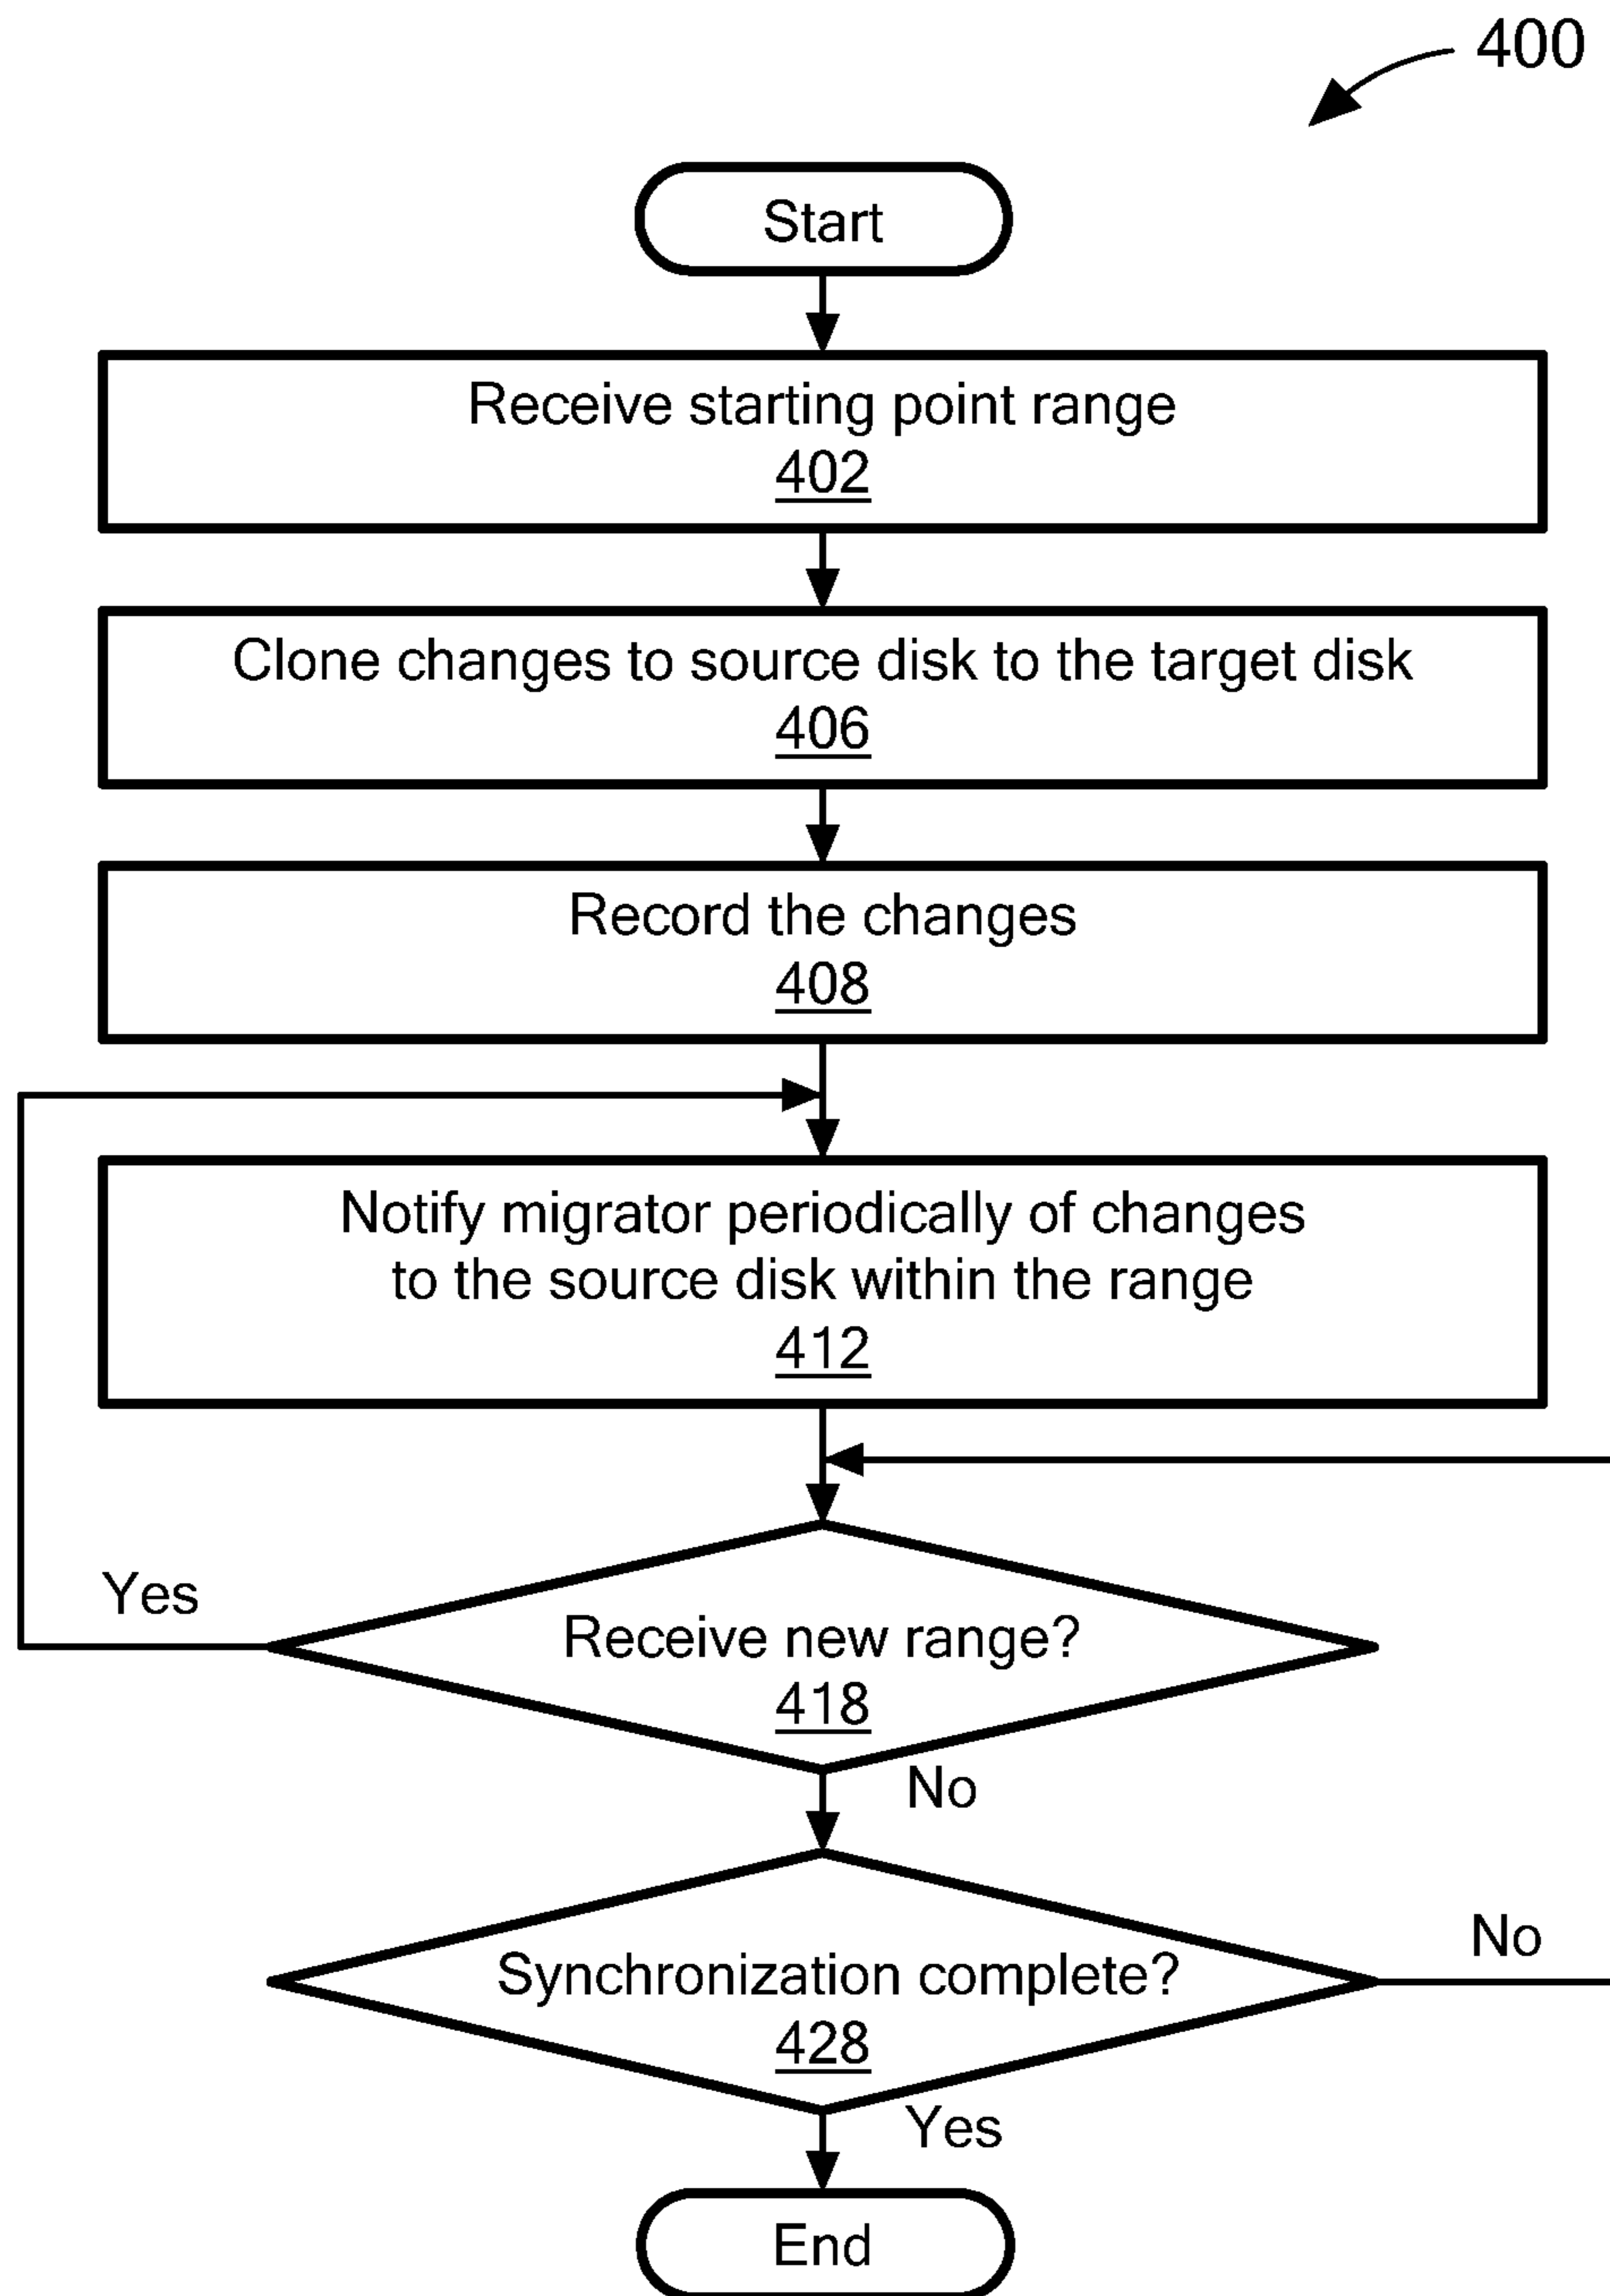 400
Start
Receive starting point range
402
Clone changes to source disk to the target disk
406
Record the changes
408
Notify migrator periodically of changes
to the source disk within the range
412
Yes
Receive new range?
418
No
No
Synchronization complete?
428
Yes
End